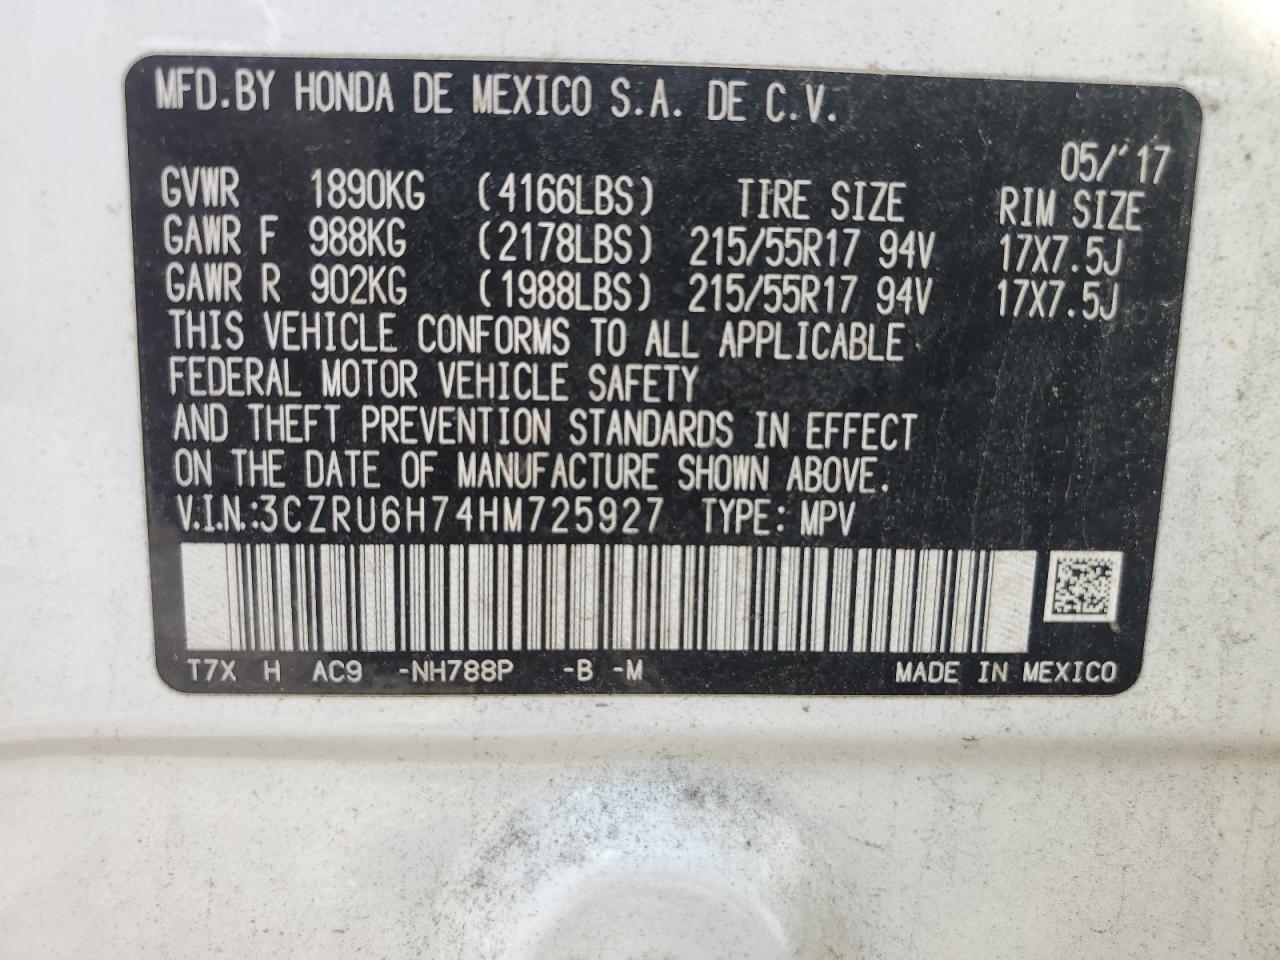 MFD.BY HONDA DE MEXICO S.A. DE C.V.
05/'17
GVWR 1890KG (4166LBS) TIRE SIZE RIM SIZE
GAWR F 988KG (2178LBS) 215/55R17 94V 17X7.5J
GAWR R 902KG (1988LBS) 215/55R17 94V 17X7.5J
THIS VEHICLE CONFORMS TO ALL APPLICABLE
FEDERAL MOTOR VEHICLE SAFETY
AND THEFT PREVENTION STANDARDS IN EFFECT
ON THE DATE OF MANUFACTURE SHOWN ABOVE.
V.I.N.:3CZRU6H74HM725927 TYPE: MPV
T7X H AC9 -NH788P -B -M MADE IN MEXICO